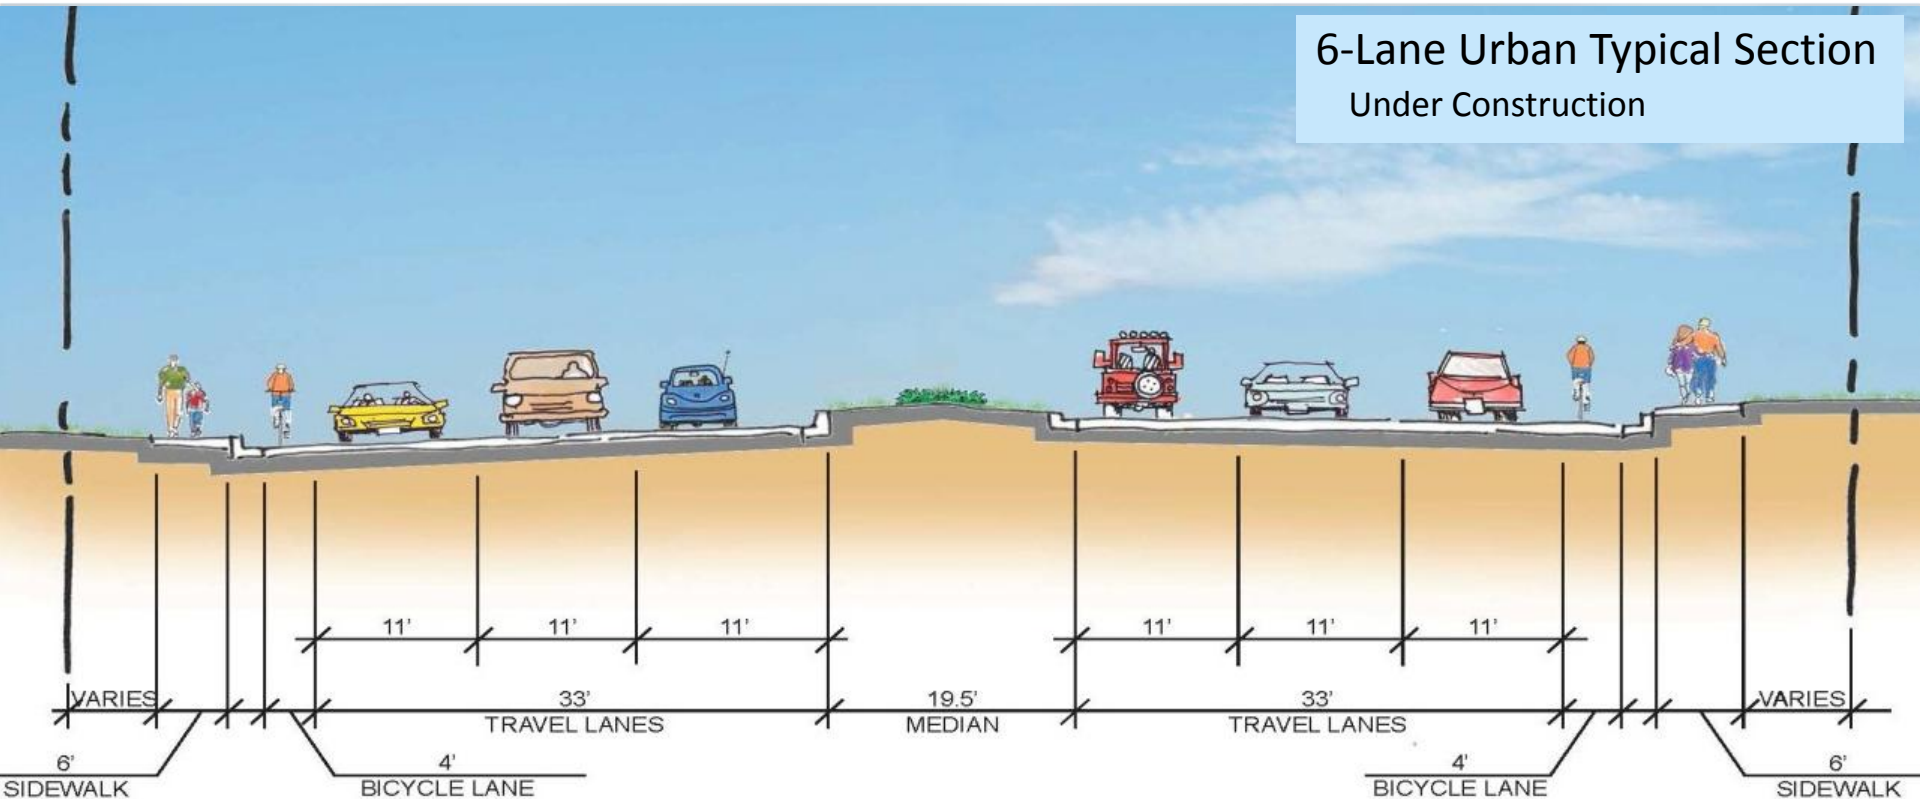 6-Lane Urban Typical Section
Under Construction
11' 11' 11' 11' 11' 11'
VARIES 33' 19.5' 33' VARIES
TRAVEL LANES MEDIAN TRAVEL LANES
6' 4' 4' 6'
SIDEWALK BICYCLE LANE BICYCLE LANE SIDEWALK